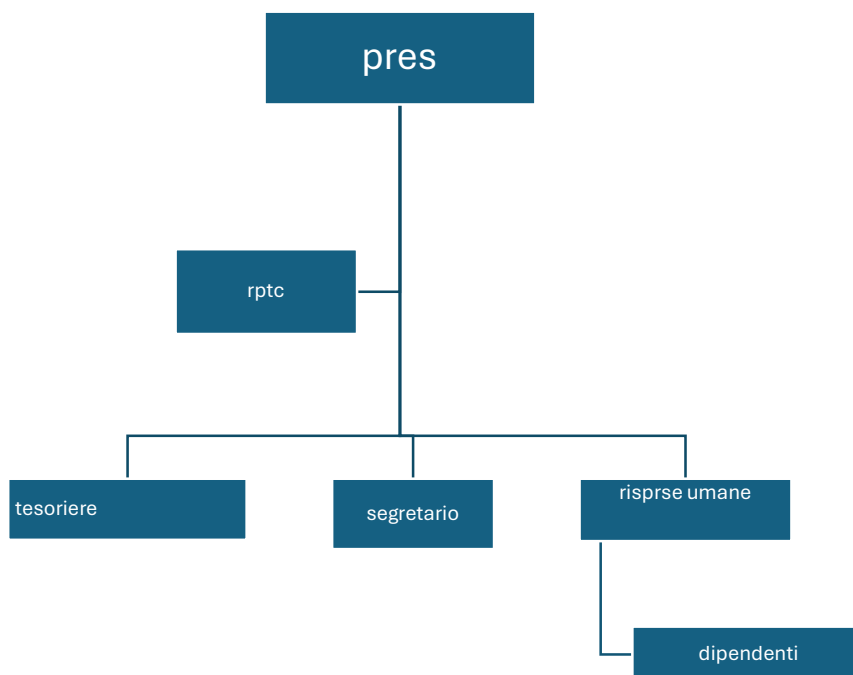 pres
rptc
tesoriere
segretario
risprse umane
dipendenti